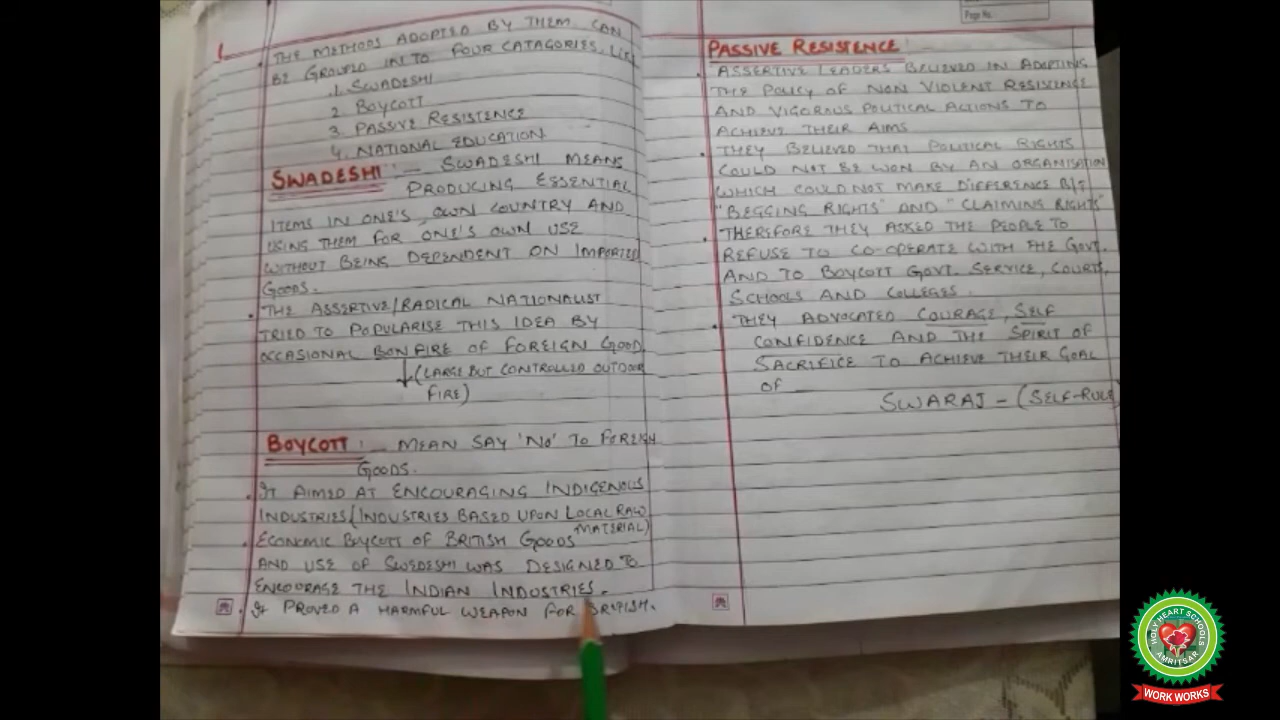 Page No.
THE METHODS ADOPTED BY THEM CAN
BE GROUPED IN TO FOUR CATAGORIES LIKE
1. SWADESHI
2 BOYCOTT
3 PASSIVE RESISTENCE
4. NATIONAL EDUCATION
SWADESHI :- SWADESHI MEANS
PRODUCING ESSENTIAL
ITEMS IN ONE'S OWN COUNTRY AND
USING THEM FOR ONE'S OWN USE
WITHOUT BEING DEPENDENT ON IMPORTED
GOODS.
. THE ASSERTIVE/RADICAL NATIONALIST
TRIED TO POPULARISE THIS IDEA BY
OCCASIONAL BONFIRE OF FOREIGN GOOD
↓ (LARGE BUT CONTROLLED OUTDOOR
FIRE)
BOYCOTT :- MEAN SAY 'NO' TO FOREIGN
GOODS.
. IT AIMED AT ENCOURAGING INDIGENOUS
INDUSTRIES (INDUSTRIES BASED UPON LOCAL RAW
MATERIAL)
. ECONOMIC BOYCOTT OF BRITISH GOODS
AND USE OF SWEDESHI WAS DESIGNED TO
ENCOURAGE THE INDIAN INDUSTRIES.
. IT PROVED A HARMFUL WEAPON FOR BRITISH.
PASSIVE RESISTENCE :-
. ASSERTIVE LEADERS BELIEVED IN ADOPTING
THE POLICY OF NON VIOLENT RESISTENCE
AND VIGOROUS POLITICAL ACTIONS TO
ACHIEVE THEIR AIMS
. THEY BELIEVED THAT POLITICAL RIGHTS
COULD NOT BE WON BY AN ORGANISATION
WHICH COULD NOT MAKE DIFFERENCE B/T
"BEGGING RIGHTS" AND "CLAIMING RIGHTS"
. THEREFORE THEY ASKED THE PEOPLE TO
REFUSE TO CO-OPERATE WITH THE GOVT.
AND TO BOYCOTT GOVT. SERVICE, COURTS,
SCHOOLS AND COLLEGES.
. THEY ADVOCATED COURAGE, SELF
CONFIDENCE AND THE SPIRIT OF
SACRIFICE TO ACHIEVE THEIR GOAL
OF
SWARAJ - (SELF-RULE
HOLY HEART SCHOOLS
AMRITSAR
WORK WORKS